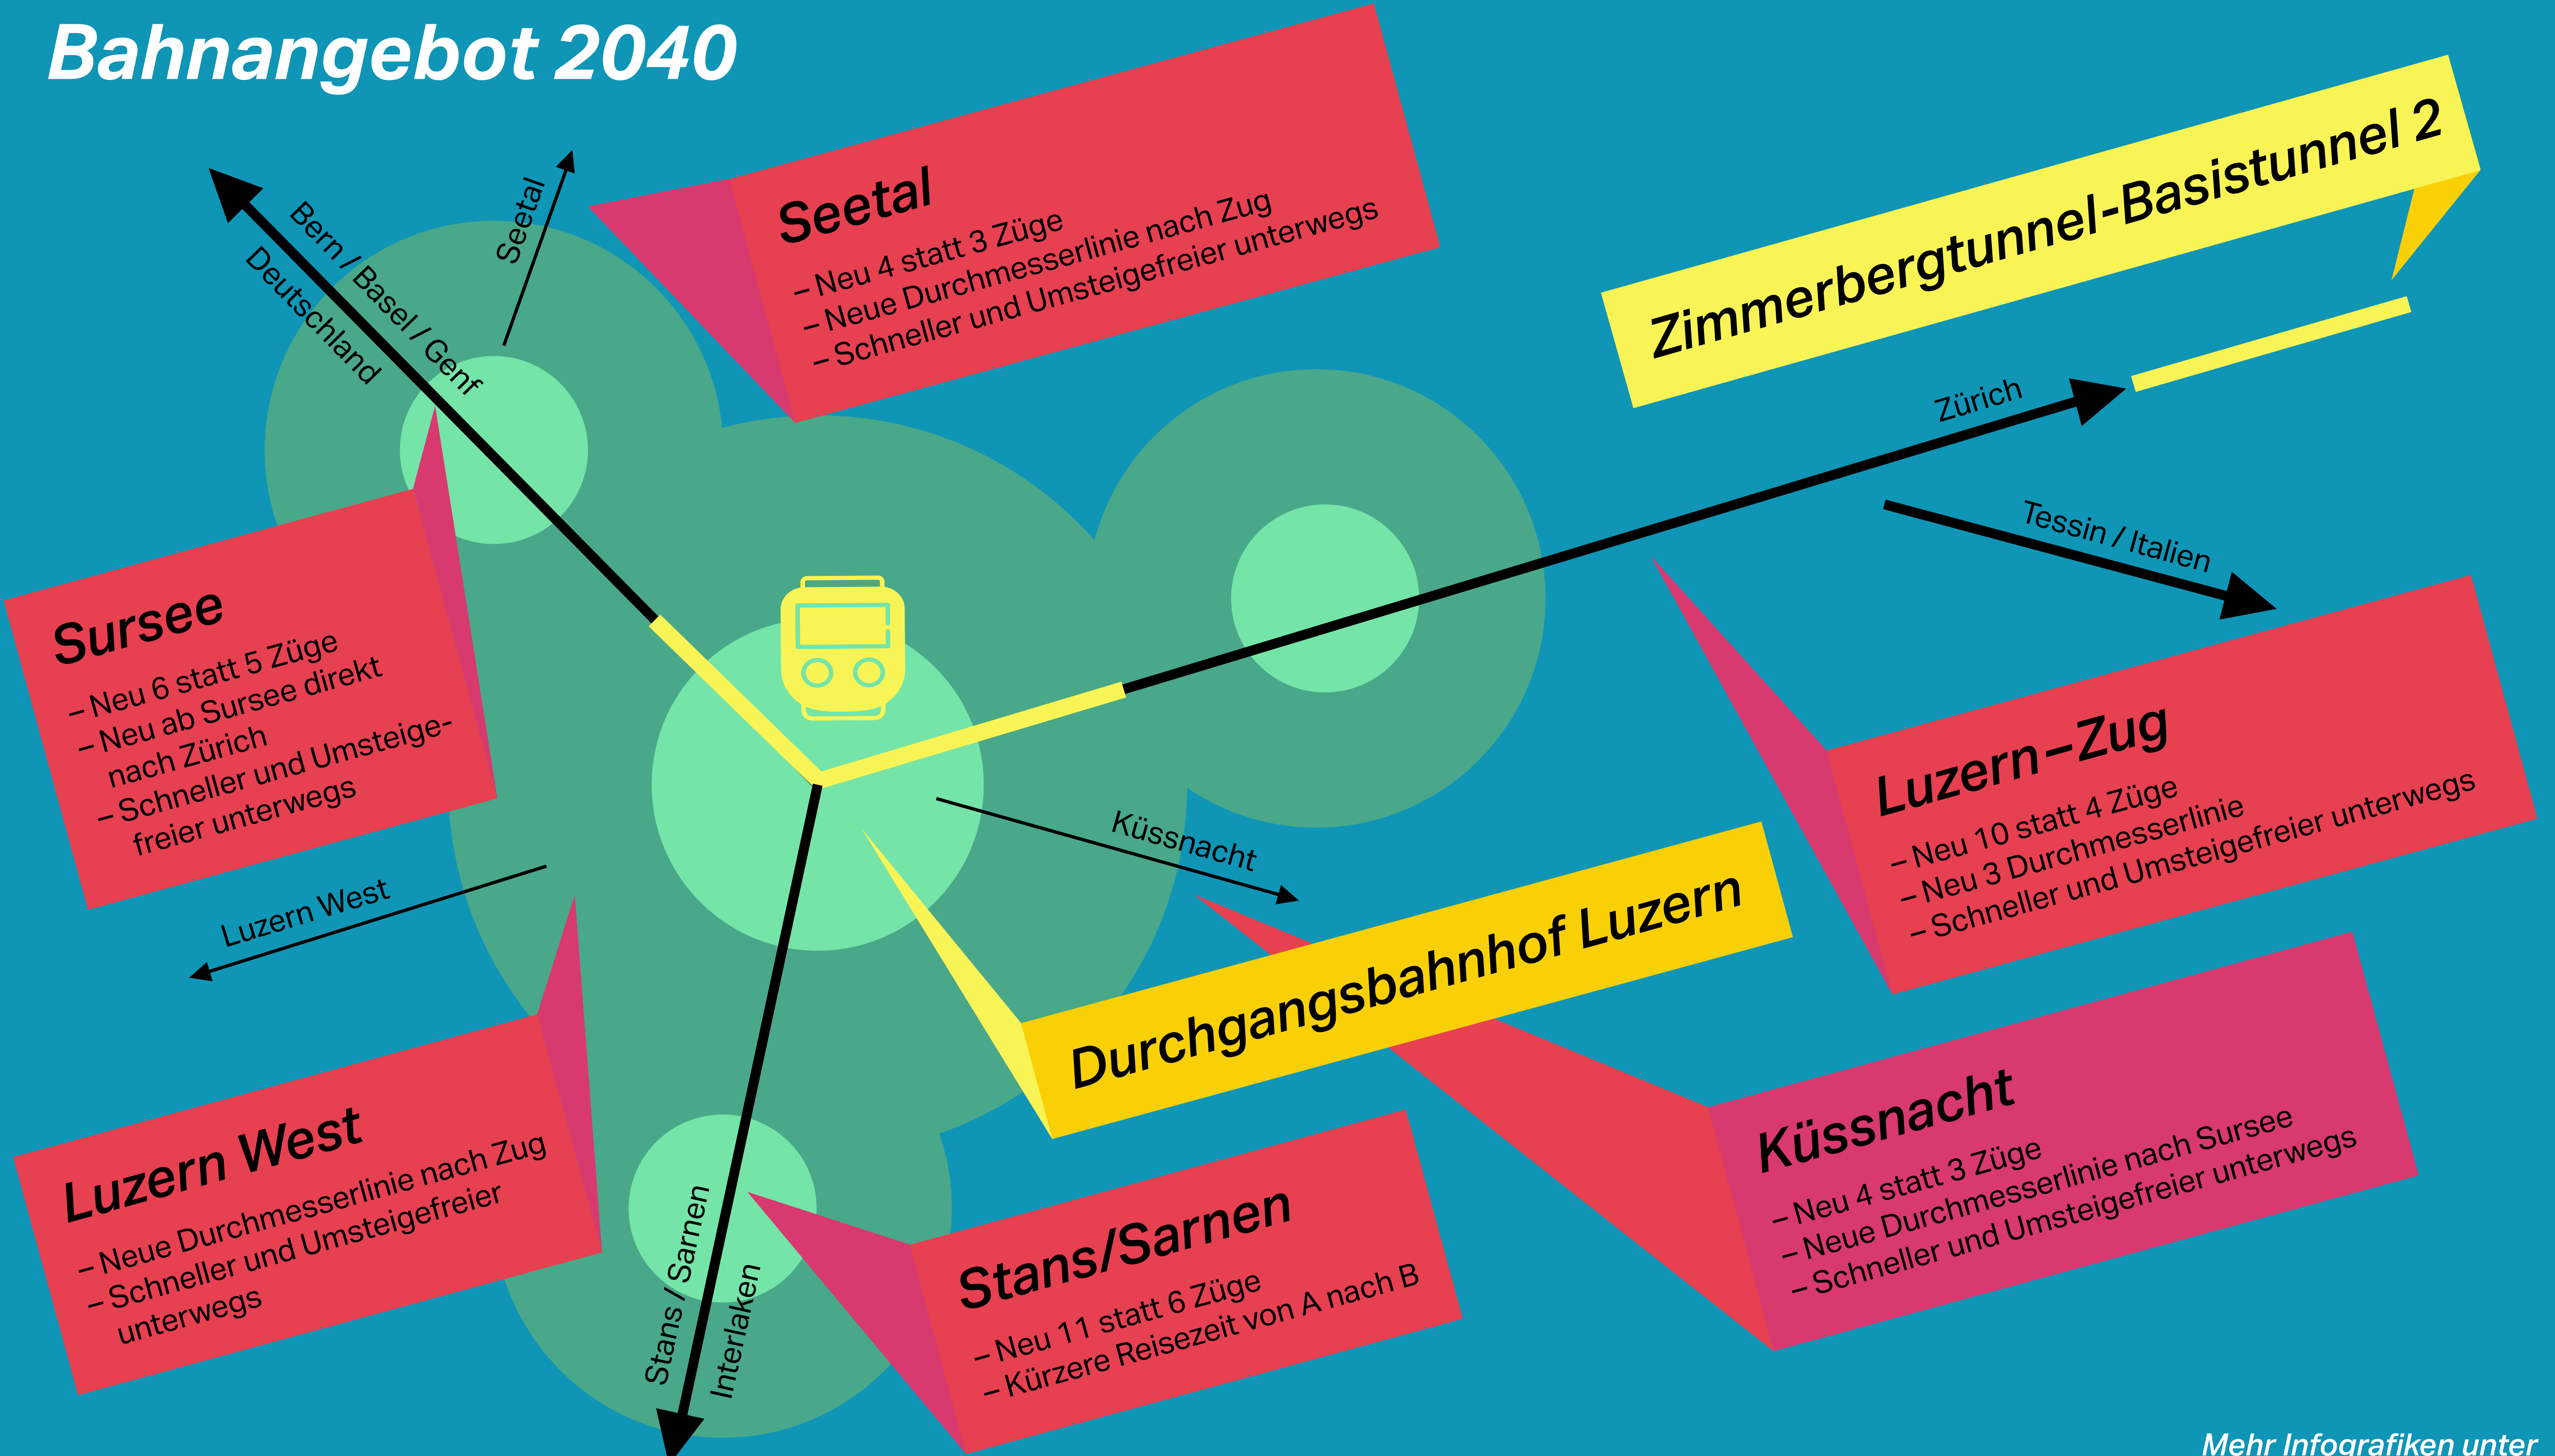 Bahnangebot 2040
Bern / Basel / Genf
Deutschland
Seetal
Seetal
– Neu 4 statt 3 Züge
– Neue Durchmesserlinie nach Zug
– Schneller und Umsteigefreier unterwegs
Zimmerbergtunnel-Basistunnel 2
Zürich
Tessin / Italien
Sursee
– Neu 6 statt 5 Züge
– Neu ab Sursee direkt
nach Zürich
– Schneller und Umsteige-
freier unterwegs
Luzern–Zug
– Neu 10 statt 4 Züge
– Neu 3 Durchmesserlinie
– Schneller und Umsteigefreier unterwegs
Küssnacht
Luzern West
Durchgangsbahnhof Luzern
Luzern West
– Neue Durchmesserlinie nach Zug
– Schneller und Umsteigefreier
unterwegs
Küssnacht
– Neu 4 statt 3 Züge
– Neue Durchmesserlinie nach Sursee
– Schneller und Umsteigefreier unterwegs
Stans / Sarnen
Interlaken
Stans/Sarnen
– Neu 11 statt 6 Züge
– Kürzere Reisezeit von A nach B
Mehr Infografiken unter